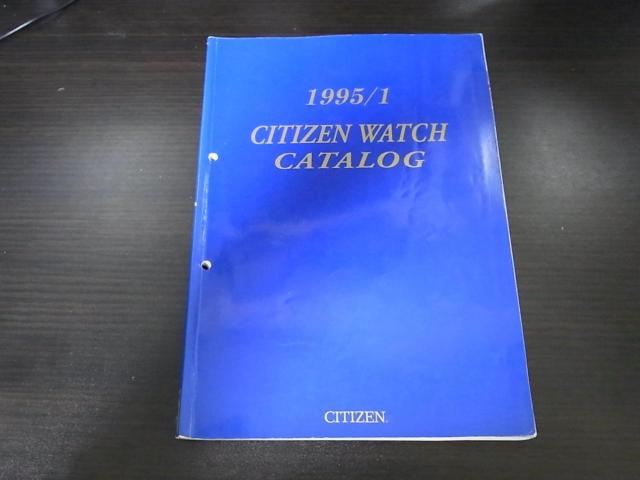 1995/1
CITIZEN WATCH
CATALOG
CITIZEN